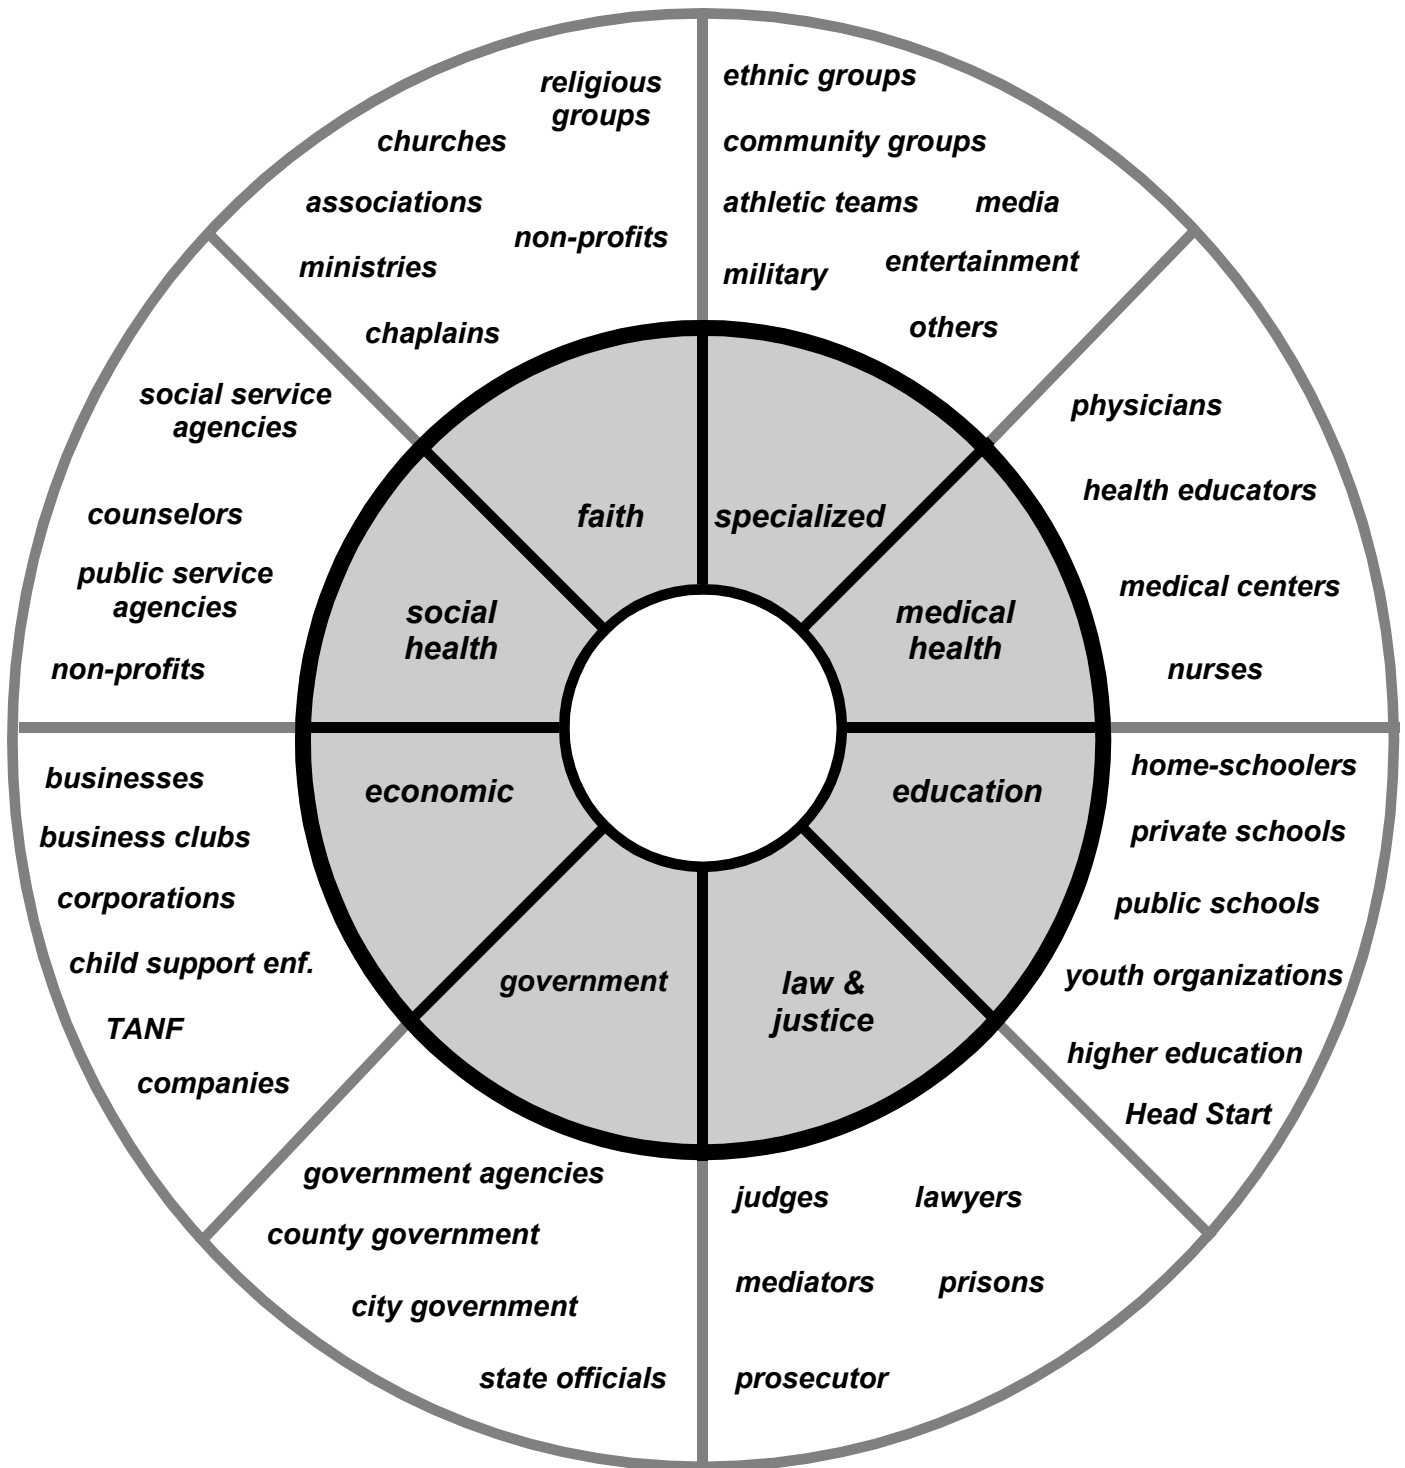 religious
groups
churches
associations
non-profits
ministries
chaplains
ethnic groups
community groups
athletic teams
media
entertainment
military
others
social service
agencies
counselors
public service
agencies
non-profits
physicians
health educators
medical centers
nurses
faith
specialized
social
health
medical
health
economic
education
government
law &
justice
businesses
business clubs
corporations
child support enf.
TANF
companies
home-schoolers
private schools
public schools
youth organizations
higher education
Head Start
government agencies
county government
city government
state officials
judges
lawyers
mediators
prisons
prosecutor